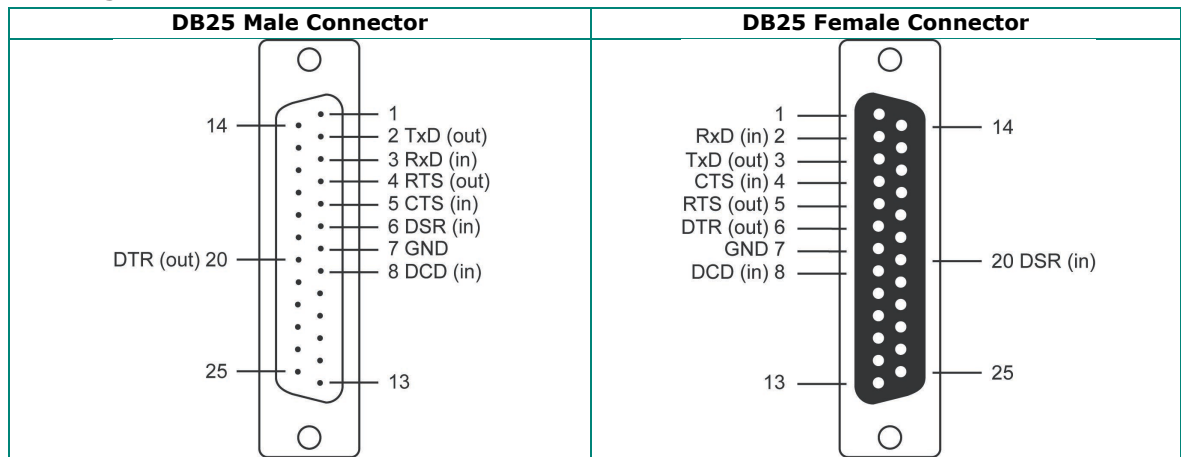 DB25 Male Connector
DB25 Female Connector
1
14
2 TxD (out)
3 RxD (in)
4 RTS (out)
5 CTS (in)
6 DSR (in)
7 GND
DTR (out) 20
8 DCD (in)
25
13
1
14
RxD (in) 2
TxD (out) 3
CTS (in) 4
RTS (out) 5
DTR (out) 6
GND 7
20 DSR (in)
DCD (in) 8
25
13